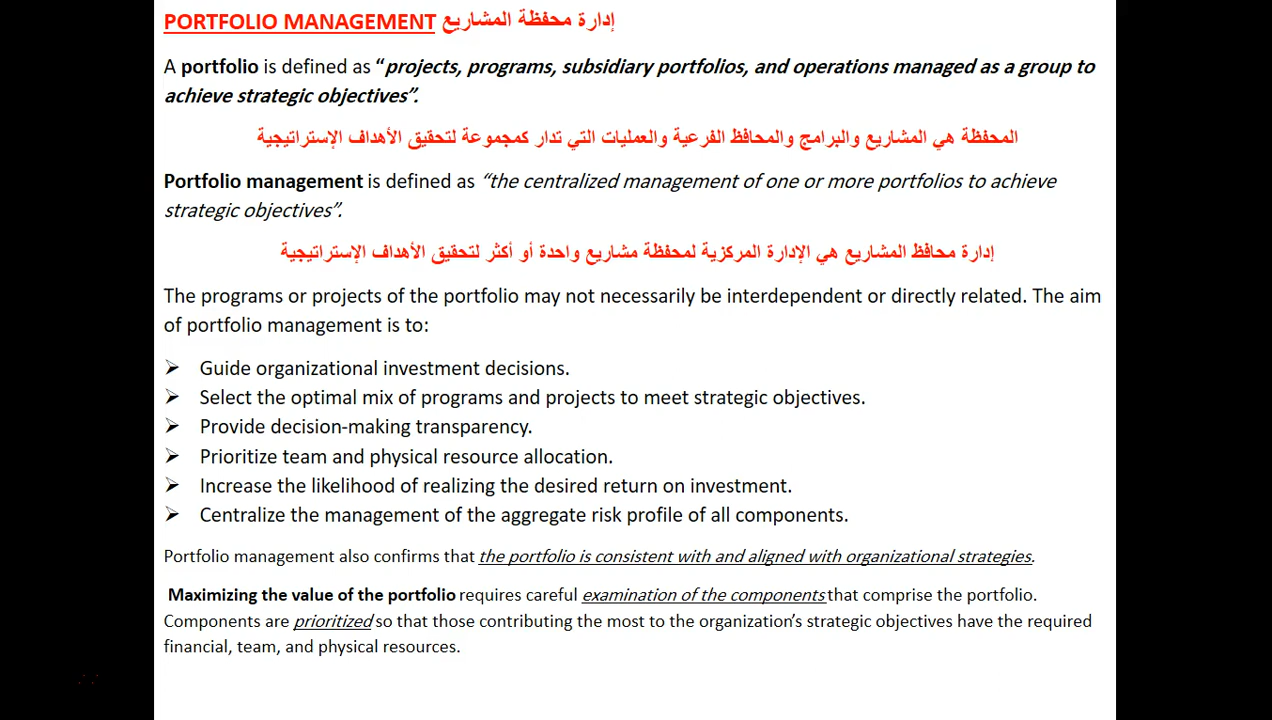 PORTFOLIO MANAGEMENT إدارة محفظة المشاريع
A portfolio is defined as “projects, programs, subsidiary portfolios, and operations managed as a group to
achieve strategic objectives”.
المحفظة هي المشاريع والبرامج والمحافظ الفرعية والعمليات التي تدار كمجموعة لتحقيق الأهداف الإستراتيجية
Portfolio management is defined as “the centralized management of one or more portfolios to achieve
strategic objectives”.
إدارة محافظ المشاريع هي الإدارة المركزية لمحفظة مشاريع واحدة أو أكثر لتحقيق الأهداف الإستراتيجية
The programs or projects of the portfolio may not necessarily be interdependent or directly related. The aim
of portfolio management is to:
➢ Guide organizational investment decisions.
➢ Select the optimal mix of programs and projects to meet strategic objectives.
➢ Provide decision-making transparency.
➢ Prioritize team and physical resource allocation.
➢ Increase the likelihood of realizing the desired return on investment.
➢ Centralize the management of the aggregate risk profile of all components.
Portfolio management also confirms that the portfolio is consistent with and aligned with organizational strategies.
Maximizing the value of the portfolio requires careful examination of the components that comprise the portfolio.
Components are prioritized so that those contributing the most to the organization’s strategic objectives have the required
financial, team, and physical resources.